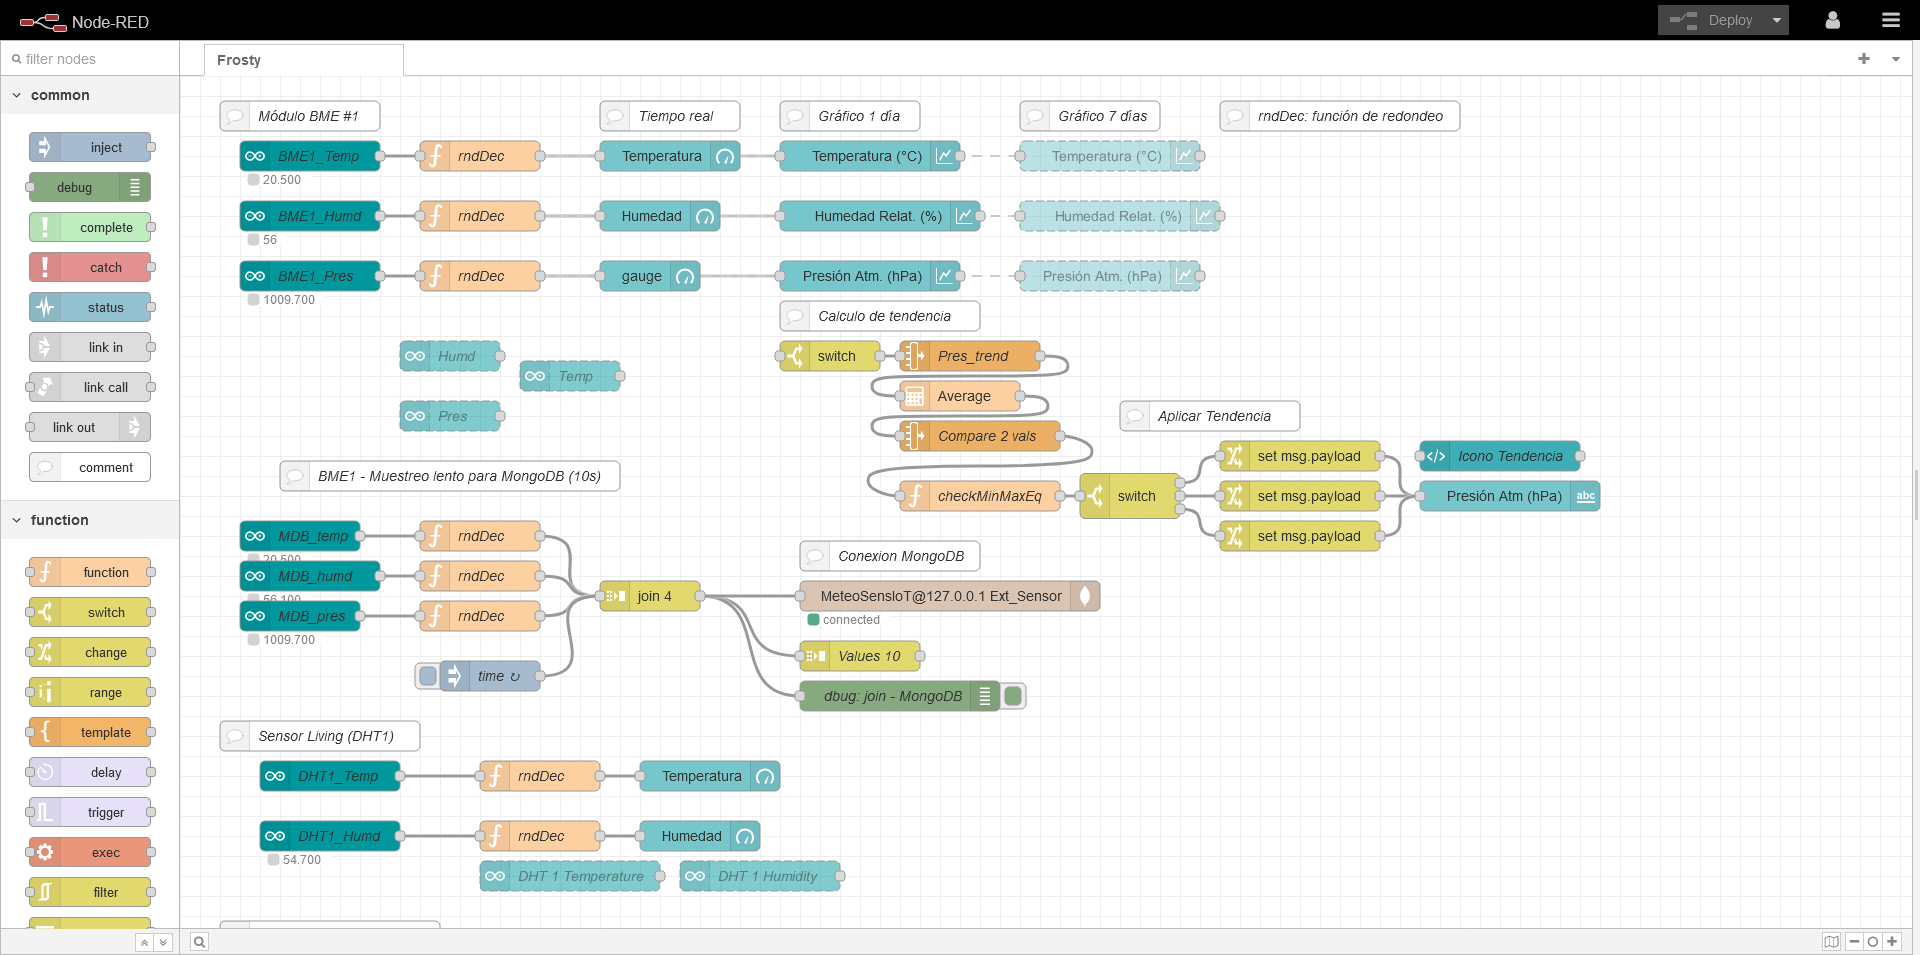 Node-RED
Deploy
filter nodes
Frosty
common
inject
debug
complete
catch
status
link in
link call
link out
comment
function
function
switch
change
range
template
delay
trigger
exec
filter
Módulo BME #1
Tiempo real
Gráfico 1 día
Gráfico 7 días
rndDec: función de redondeo
BME1_Temp
rndDec
Temperatura
Temperatura (°C)
Temperatura (°C)
20.500
BME1_Humd
rndDec
Humedad
Humedad Relat. (%)
Humedad Relat. (%)
56
BME1_Pres
rndDec
gauge
Presión Atm. (hPa)
Presión Atm. (hPa)
1009.700
Calculo de tendencia
Humd
Temp
Pres
switch
Pres_trend
Average
Compare 2 vals
checkMinMaxEq
switch
Aplicar Tendencia
set msg.payload
set msg.payload
set msg.payload
Icono Tendencia
Presión Atm (hPa)
abc
BME1 - Muestreo lento para MongoDB (10s)
MDB_temp
rndDec
20.500
MDB_humd
rndDec
56.100
MDB_pres
rndDec
1009.700
time ↻
join 4
Conexion MongoDB
MeteoSensIoT@127.0.0.1 Ext_Sensor
connected
Values 10
dbug: join - MongoDB
Sensor Living (DHT1)
DHT1_Temp
rndDec
Temperatura
DHT1_Humd
rndDec
Humedad
54.700
DHT 1 Temperature
DHT 1 Humidity